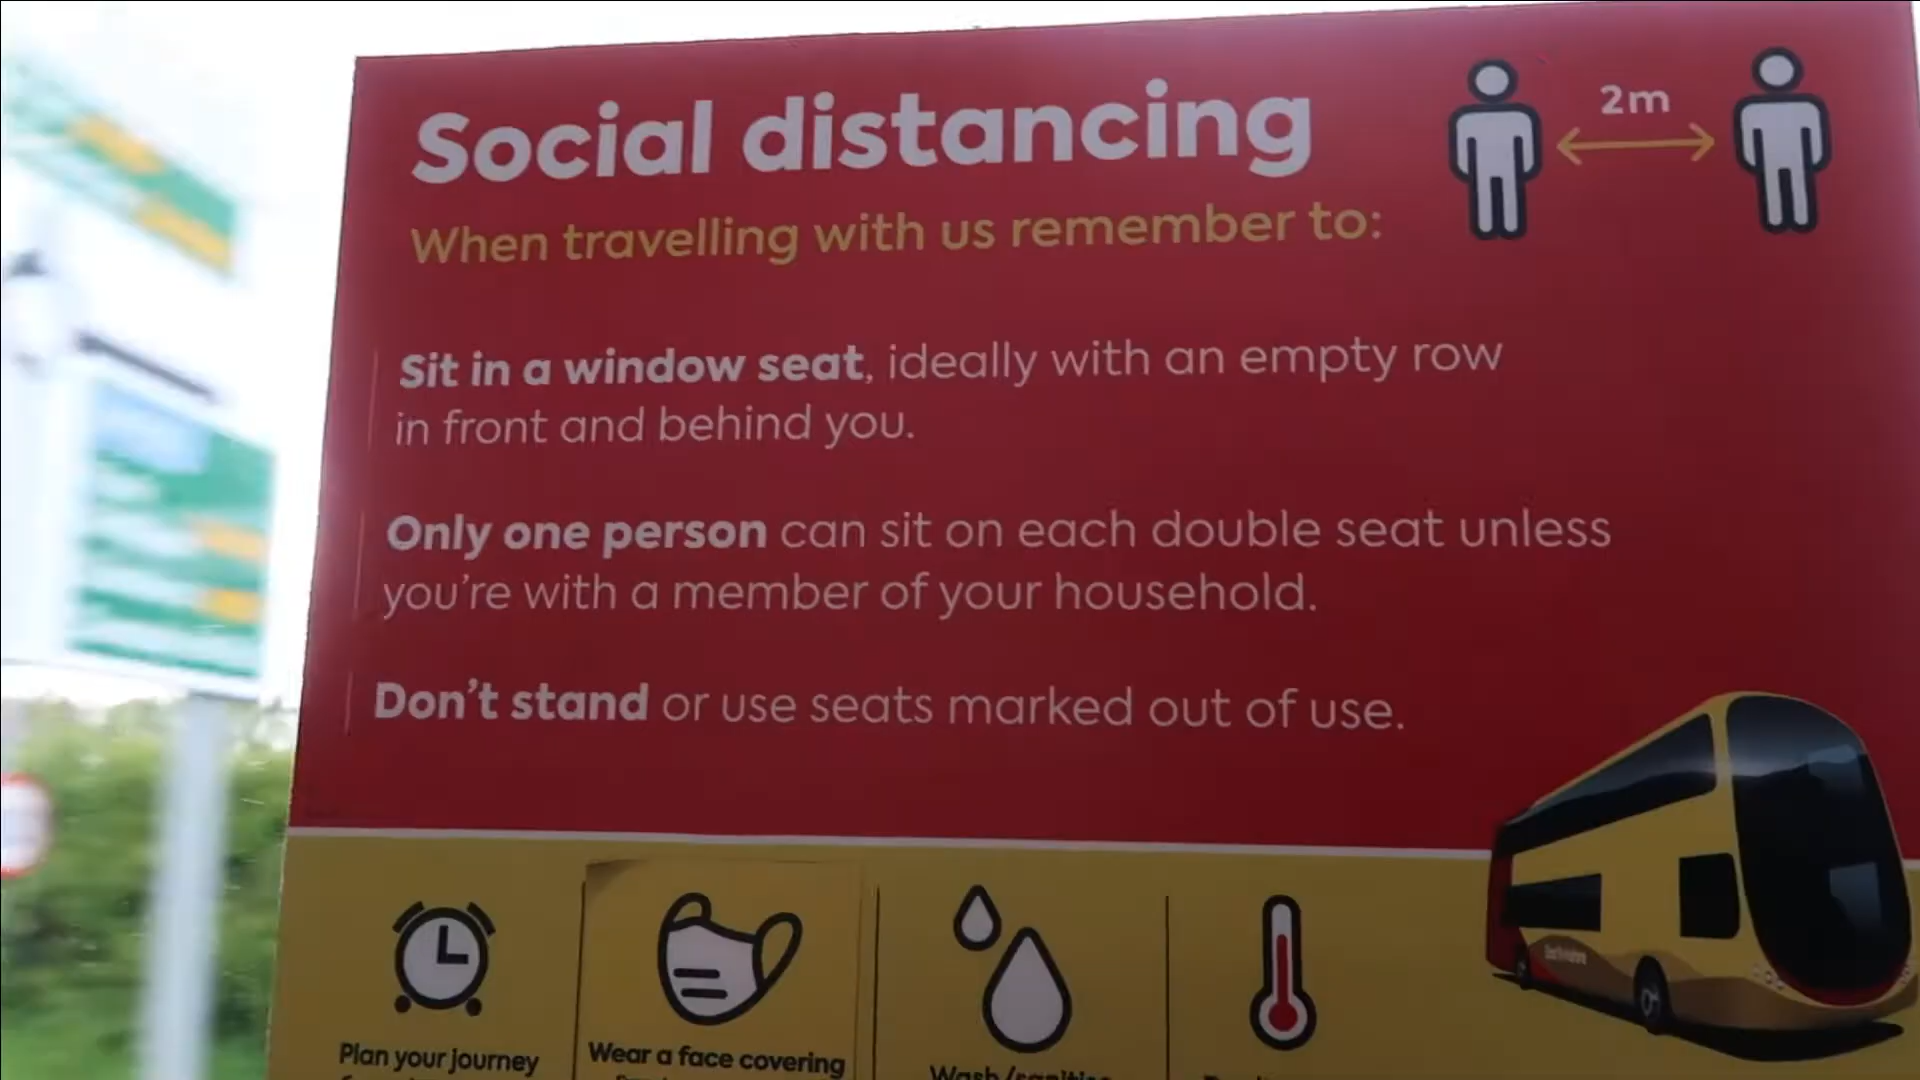 Social distancing
2m
When travelling with us remember to:
Sit in a window seat, ideally with an empty row
in front and behind you.
Only one person can sit on each double seat unless
you're with a member of your household.
Don't stand or use seats marked out of use.
Plan your journey
Wear a face covering
Wash/sanitise